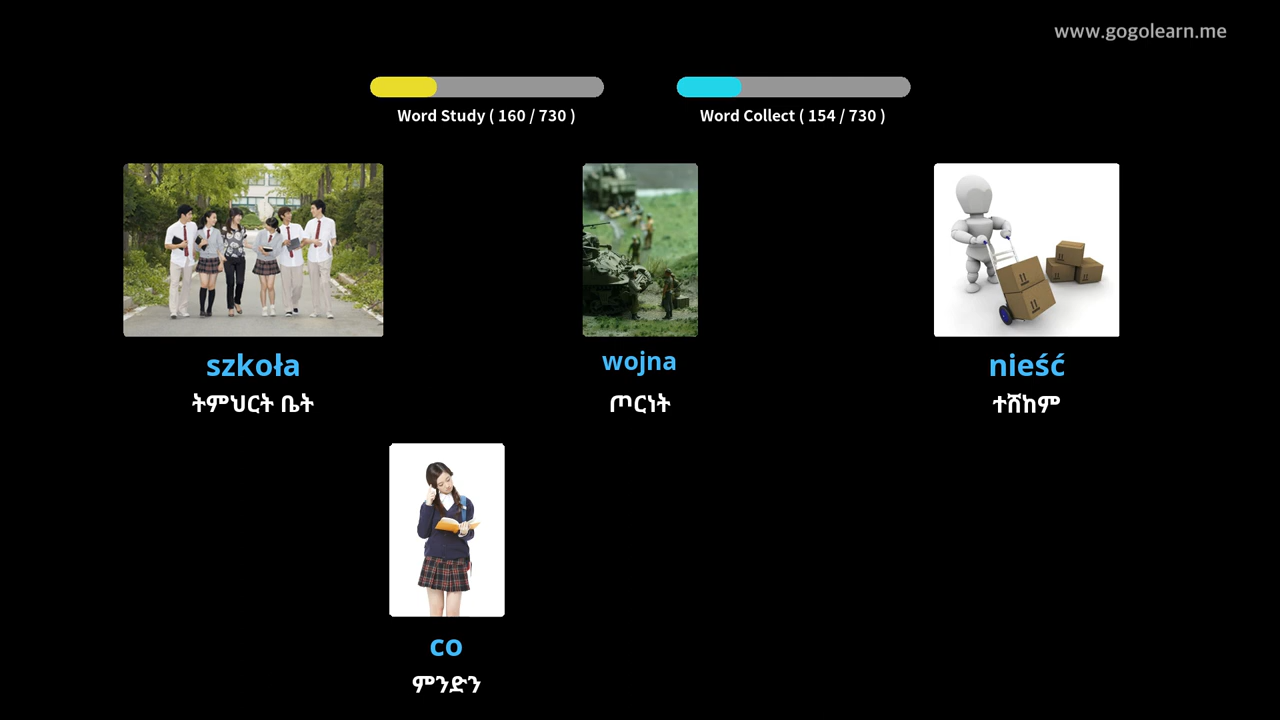 www.gogolearn.me
Word Study ( 160 / 730 )
Word Collect ( 154 / 730 )
szkoła
ትምህርት ቤት
wojna
ጦርነት
nieść
ተሸከም
co
ምንድን